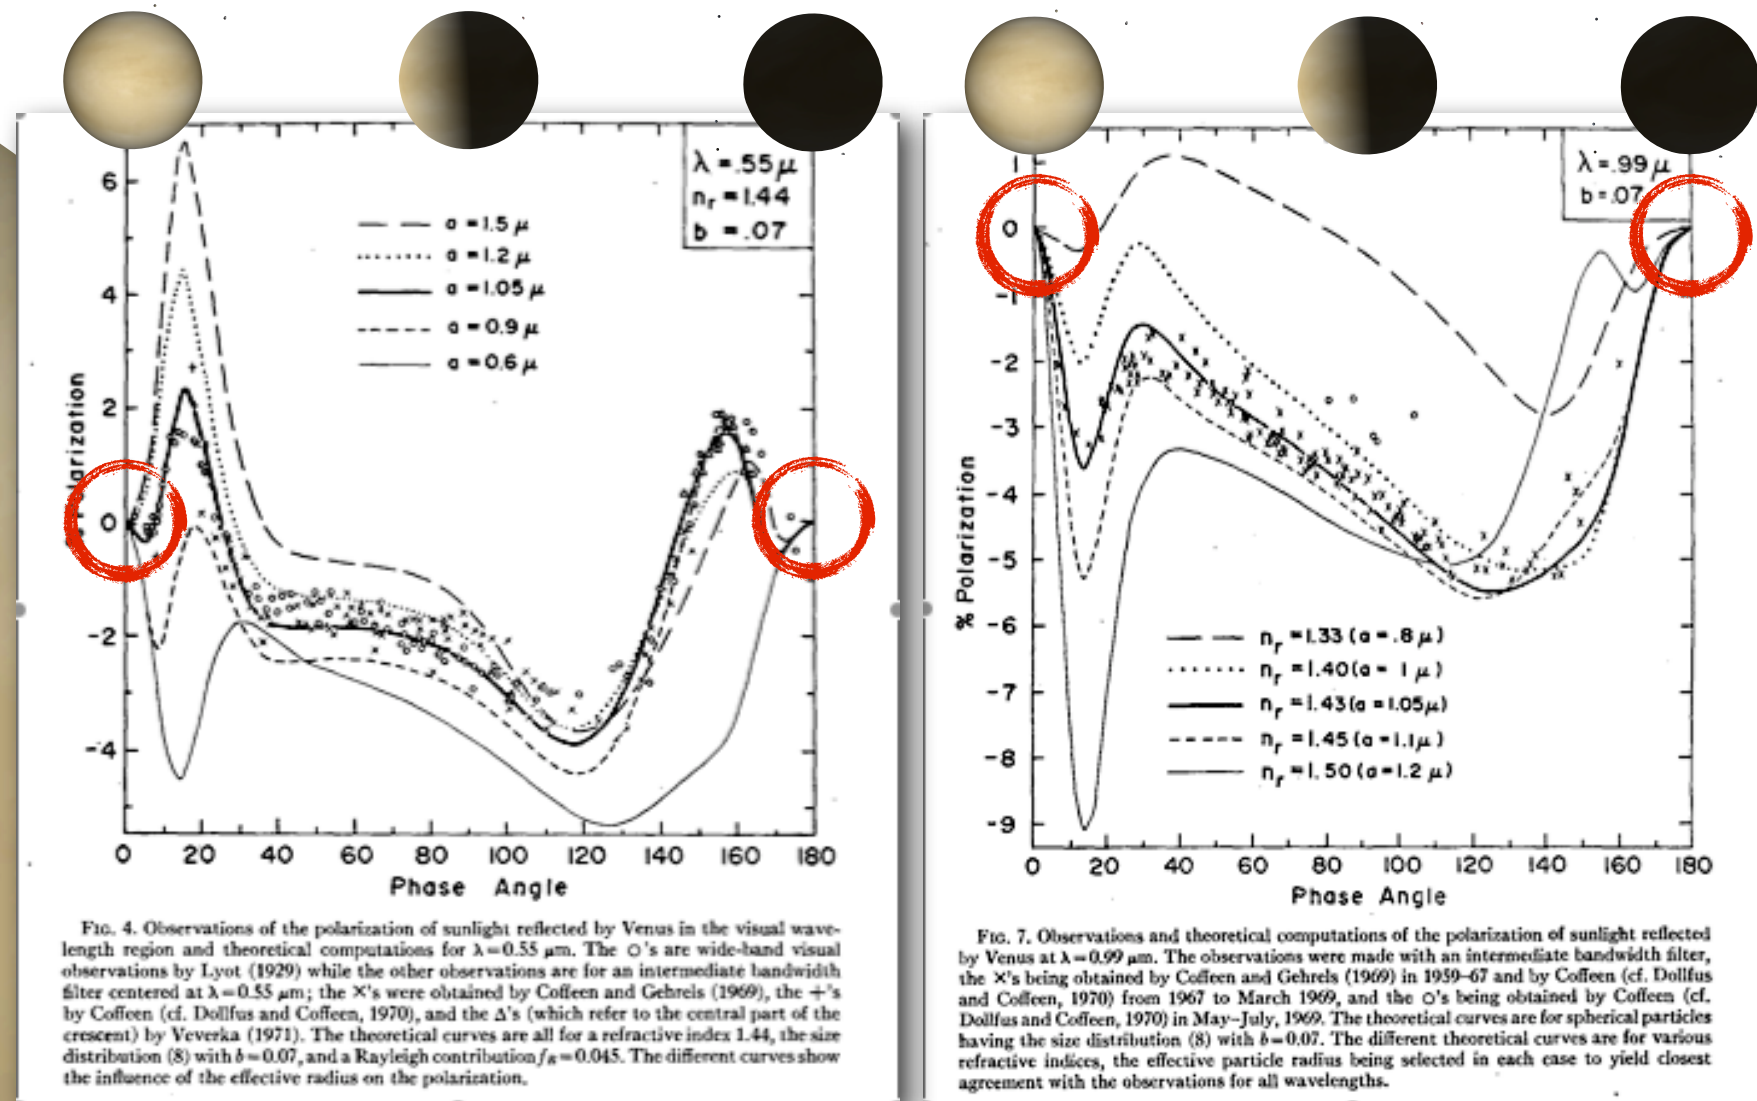 λ = .55 μ
nr = 1.44
b = .07
a = 1.5 μ
a = 1.2 μ
a = 1.05 μ
a = 0.9 μ
a = 0.6 μ
6
4
2
0
-2
-4
0 20 40 60 80 100 120 140 160 180
Phase Angle
FIG. 4. Observations of the polarization of sunlight reflected by Venus in the visual wave-
length region and theoretical computations for λ=0.55 μm. The O's are wide-band visual
observations by Lyot (1929) while the other observations are for an intermediate bandwidth
filter centered at λ=0.55 μm; the X's were obtained by Coffeen and Gehrels (1969), the +'s
by Coffeen (cf. Dollfus and Coffeen, 1970), and the Δ's (which refer to the central part of the
crescent) by Veverka (1971). The theoretical curves are all for a refractive index 1.44, the size
distribution (8) with b=0.07, and a Rayleigh contribution fR=0.045. The different curves show
the influence of the effective radius on the polarization.
λ = .99 μ
b = .07
1
0
-1
-2
-3
-4
-5
-6
-7
-8
-9
% Polarization
nr = 1.33 (a = .8 μ)
nr = 1.40 (a = 1 μ)
nr = 1.43 (a = 1.05 μ)
nr = 1.45 (a = 1.1 μ)
nr = 1.50 (a = 1.2 μ)
0 20 40 60 80 100 120 140 160 180
Phase Angle
FIG. 7. Observations and theoretical computations of the polarization of sunlight reflected
by Venus at λ=0.99 μm. The observations were made with an intermediate bandwidth filter,
the X's being obtained by Coffeen and Gehrels (1969) in 1959-67 and by Coffeen (cf. Dollfus
and Coffeen, 1970) from 1967 to March 1969, and the O's being obtained by Coffeen (cf.
Dollfus and Coffeen, 1970) in May-July, 1969. The theoretical curves are for spherical particles
having the size distribution (8) with b=0.07. The different theoretical curves are for various
refractive indices, the effective particle radius being selected in each case to yield closest
agreement with the observations for all wavelengths.